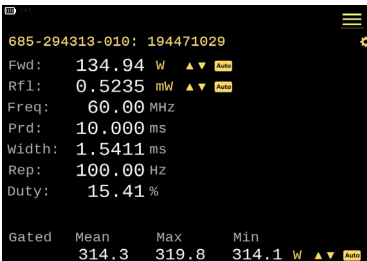 685-294313-010: 194471029
Fwd: 134.94 W ▲▼ Auto
Rfl: 0.5235 mW ▲▼ Auto
Freq: 60.00 MHz
Prd: 10.000 ms
Width: 1.5411 ms
Rep: 100.00 Hz
Duty: 15.41 %
Gated Mean Max Min
314.3 319.8 314.1 W ▲▼ Auto